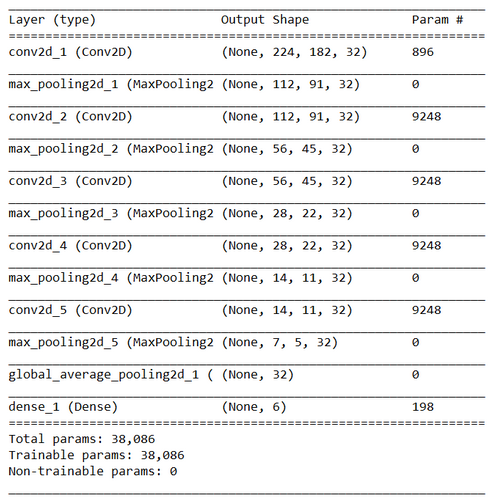 Layer (type) Output Shape Param #
conv2d_1 (Conv2D) (None, 224, 182, 32) 896
max_pooling2d_1 (MaxPooling2 (None, 112, 91, 32) 0
conv2d_2 (Conv2D) (None, 112, 91, 32) 9248
max_pooling2d_2 (MaxPooling2 (None, 56, 45, 32) 0
conv2d_3 (Conv2D) (None, 56, 45, 32) 9248
max_pooling2d_3 (MaxPooling2 (None, 28, 22, 32) 0
conv2d_4 (Conv2D) (None, 28, 22, 32) 9248
max_pooling2d_4 (MaxPooling2 (None, 14, 11, 32) 0
conv2d_5 (Conv2D) (None, 14, 11, 32) 9248
max_pooling2d_5 (MaxPooling2 (None, 7, 5, 32) 0
global_average_pooling2d_1 ( (None, 32) 0
dense_1 (Dense) (None, 6) 198
Total params: 38,086
Trainable params: 38,086
Non-trainable params: 0